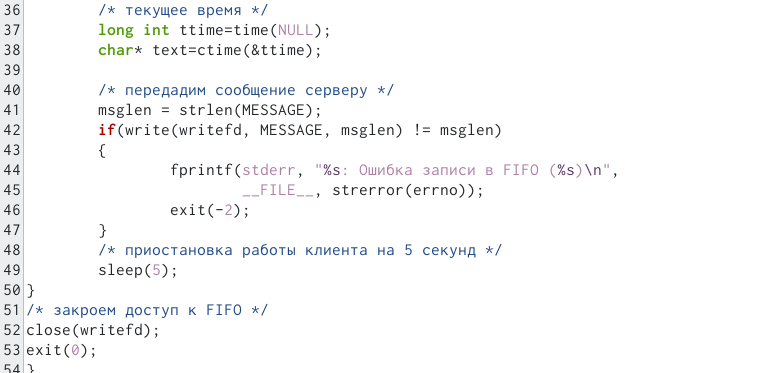 36 /* текущее время */
37 long int ttime=time(NULL);
38 char* text=ctime(&ttime);
39
40 /* передадим сообщение серверу */
41 msglen = strlen(MESSAGE);
42 if(write(writefd, MESSAGE, msglen) != msglen)
43 {
44 fprintf(stderr, "%s: Ошибка записи в FIFO (%s)\n",
45 __FILE__, strerror(errno));
46 exit(-2);
47 }
48 /* приостановка работы клиента на 5 секунд */
49 sleep(5);
50 }
51 /* закроем доступ к FIFO */
52 close(writefd);
53 exit(0);
54 }